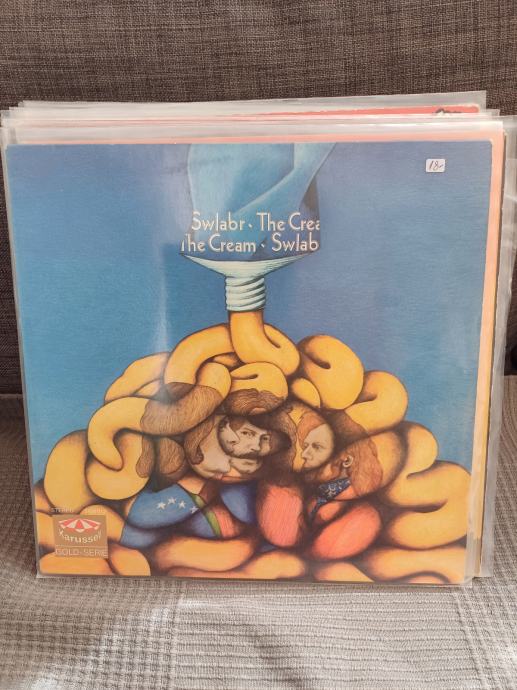 18-
Swlabr · The Crea
The Cream · Swlab
STEREO
Karussell
GOLD-SERIE